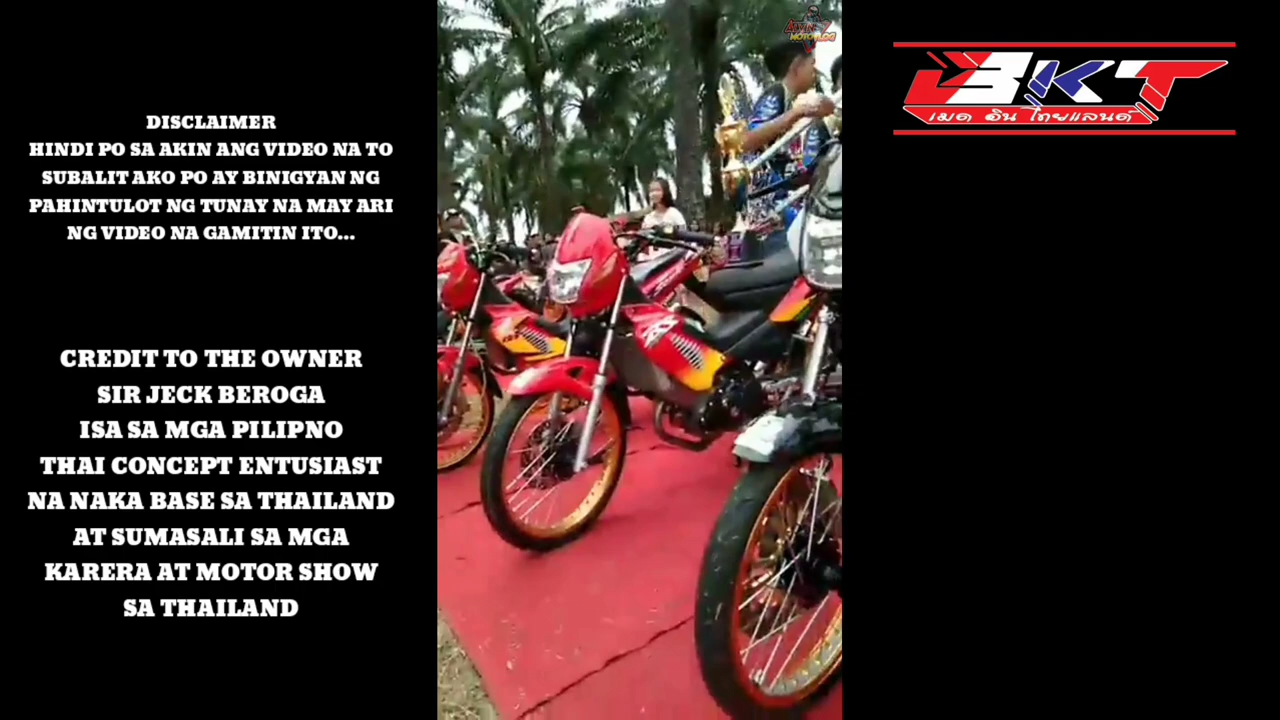 DISCLAIMER
HINDI PO SA AKIN ANG VIDEO NA TO
SUBALIT AKO PO AY BINIGYAN NG
PAHINTULOT NG TUNAY NA MAY ARI
NG VIDEO NA GAMITIN ITO...
CREDIT TO THE OWNER
SIR JECK BEROGA
ISA SA MGA PILIPNO
THAI CONCEPT ENTUSIAST
NA NAKA BASE SA THAILAND
AT SUMASALI SA MGA
KARERA AT MOTOR SHOW
SA THAILAND
ALVIN
MOTOVLOG
JBKT
เมด อิน ไทยแลนด์